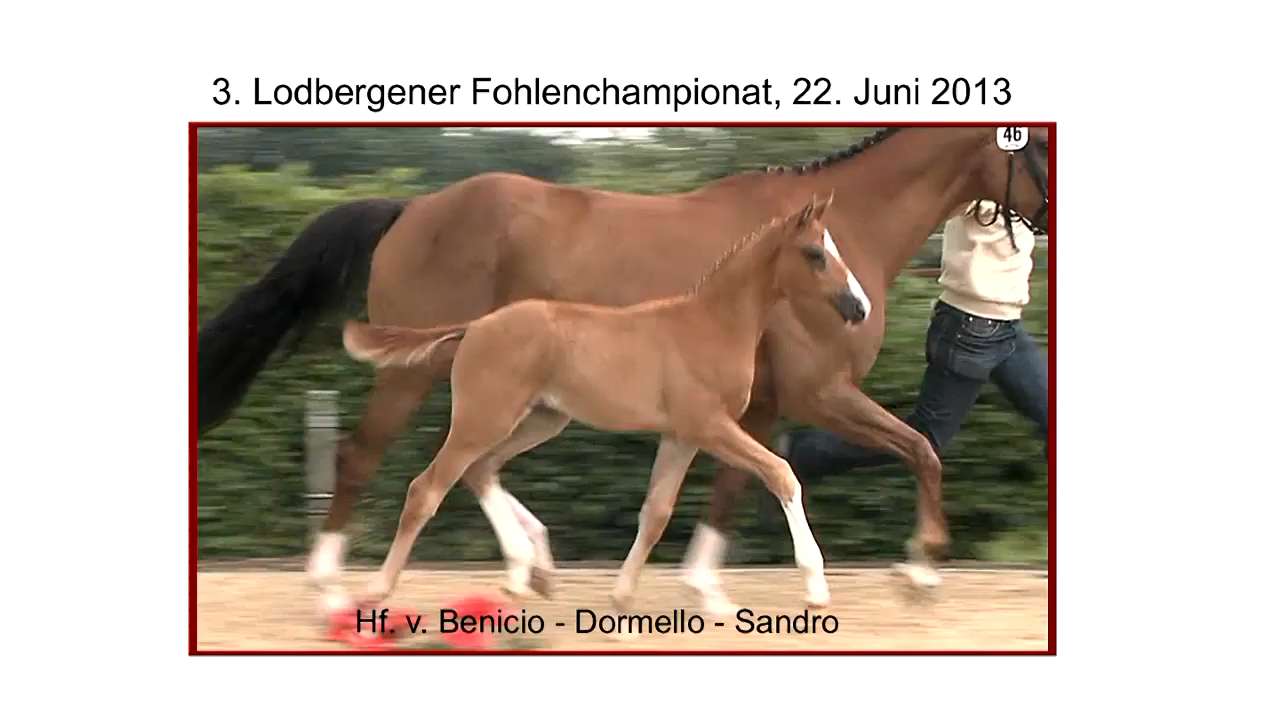 3. Lodbergener Fohlenchampionat, 22. Juni 2013
46
Hf. v. Benicio - Dormello - Sandro